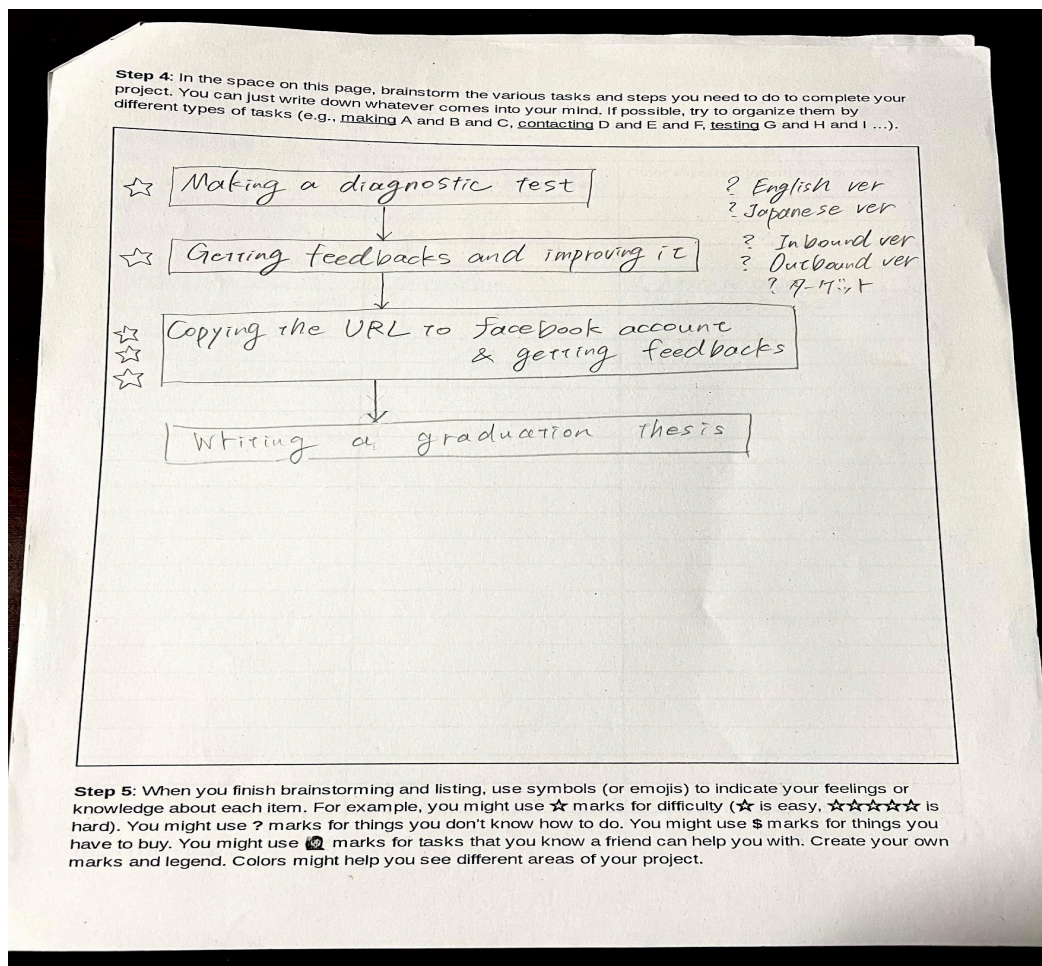 Step 4: In the space on this page, brainstorm the various tasks and steps you need to do to complete your
project. You can just write down whatever comes into your mind. If possible, try to organize them by
different types of tasks (e.g., making A and B and C, contacting D and E and F, testing G and H and I ...).
☆ Making a diagnostic test
? English ver
? Japanese ver
☆ Getting feedbacks and improving it
? Inbound ver
? Outbound ver
? ターゲット
☆☆☆ Copying the URL to facebook account
& getting feedbacks
Writing a graduation thesis
Step 5: When you finish brainstorming and listing, use symbols (or emojis) to indicate your feelings or
knowledge about each item. For example, you might use ☆ marks for difficulty (☆ is easy, ☆☆☆☆☆ is
hard). You might use ? marks for things you don't know how to do. You might use $ marks for things you
have to buy. You might use marks for tasks that you know a friend can help you with. Create your own
marks and legend. Colors might help you see different areas of your project.